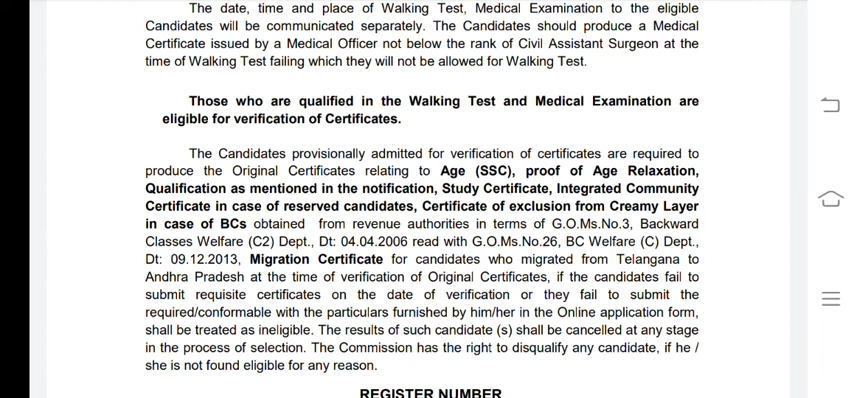 The date, time and place of Walking Test, Medical Examination to the eligible
Candidates will be communicated separately. The Candidates should produce a Medical
Certificate issued by a Medical Officer not below the rank of Civil Assistant Surgeon at the
time of Walking Test failing which they will not be allowed for Walking Test.
Those who are qualified in the Walking Test and Medical Examination are
eligible for verification of Certificates.
The Candidates provisionally admitted for verification of certificates are required to
produce the Original Certificates relating to Age (SSC), proof of Age Relaxation,
Qualification as mentioned in the notification, Study Certificate, Integrated Community
Certificate in case of reserved candidates, Certificate of exclusion from Creamy Layer
in case of BCs obtained from revenue authorities in terms of G.O.Ms.No.3, Backward
Classes Welfare (C2) Dept., Dt: 04.04.2006 read with G.O.Ms.No.26, BC Welfare (C) Dept.,
Dt: 09.12.2013, Migration Certificate for candidates who migrated from Telangana to
Andhra Pradesh at the time of verification of Original Certificates, if the candidates fail to
submit requisite certificates on the date of verification or they fail to submit the
required/conformable with the particulars furnished by him/her in the Online application form,
shall be treated as ineligible. The results of such candidate (s) shall be cancelled at any stage
in the process of selection. The Commission has the right to disqualify any candidate, if he /
she is not found eligible for any reason.
REGISTER NUMBER